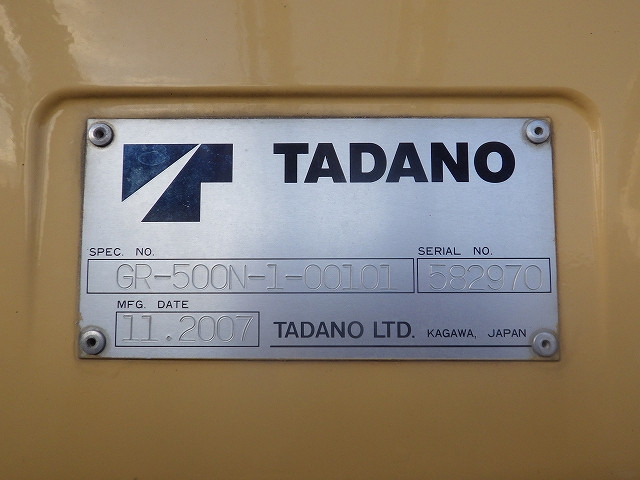 TADANO
SPEC. NO. SERIAL NO.
GR-500N-1-00101 582970
MFG. DATE
11.2007 TADANO LTD. KAGAWA, JAPAN